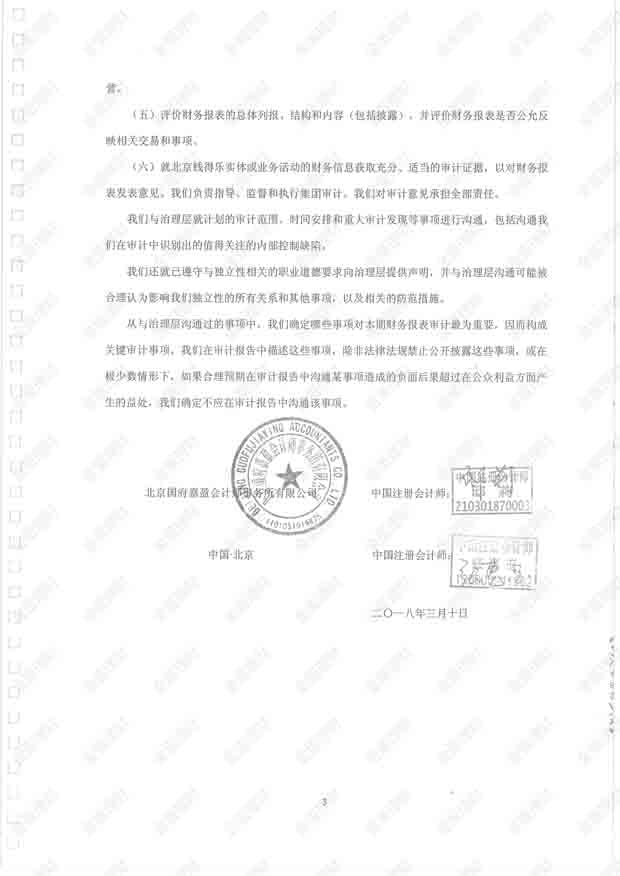 营。
（五）评价财务报表的总体列报、结构和内容（包括披露），并评价财务报表是否公允反
映相关交易和事项。
（六）就北京钱得乐实体或业务活动的财务信息获取充分、适当的审计证据，以对财务报
表发表意见。我们负责指导、监督和执行集团审计。我们对审计意见承担全部责任。
我们与治理层就计划的审计范围、时间安排和重大审计发现等事项进行沟通，包括沟通我
们在审计中识别出的值得关注的内部控制缺陷。
我们还就已遵守与独立性相关的职业道德要求向治理层提供声明，并与治理层沟通可能被
合理认为影响我们独立性的所有关系和其他事项，以及相关的防范措施。
从与治理层沟通过的事项中，我们确定哪些事项对本期财务报表审计最为重要，因而构成
关键审计事项。我们在审计报告中描述这些事项，除非法律法规禁止公开披露这些事项，或在
极少数情形下，如果合理预期在审计报告中沟通某事项造成的负面后果超过在公众利益方面产
生的益处，我们确定不应在审计报告中沟通该事项。
BEIJING GUOFUJIAYING ACCOUNTANTS CO. LTD
北京国府嘉盈会计师事务所有限公司
中国注册会计师：
中国注册会计师
210301870003
中国·北京
中国注册会计师：
中国注册会计师
二〇一八年三月十日
3